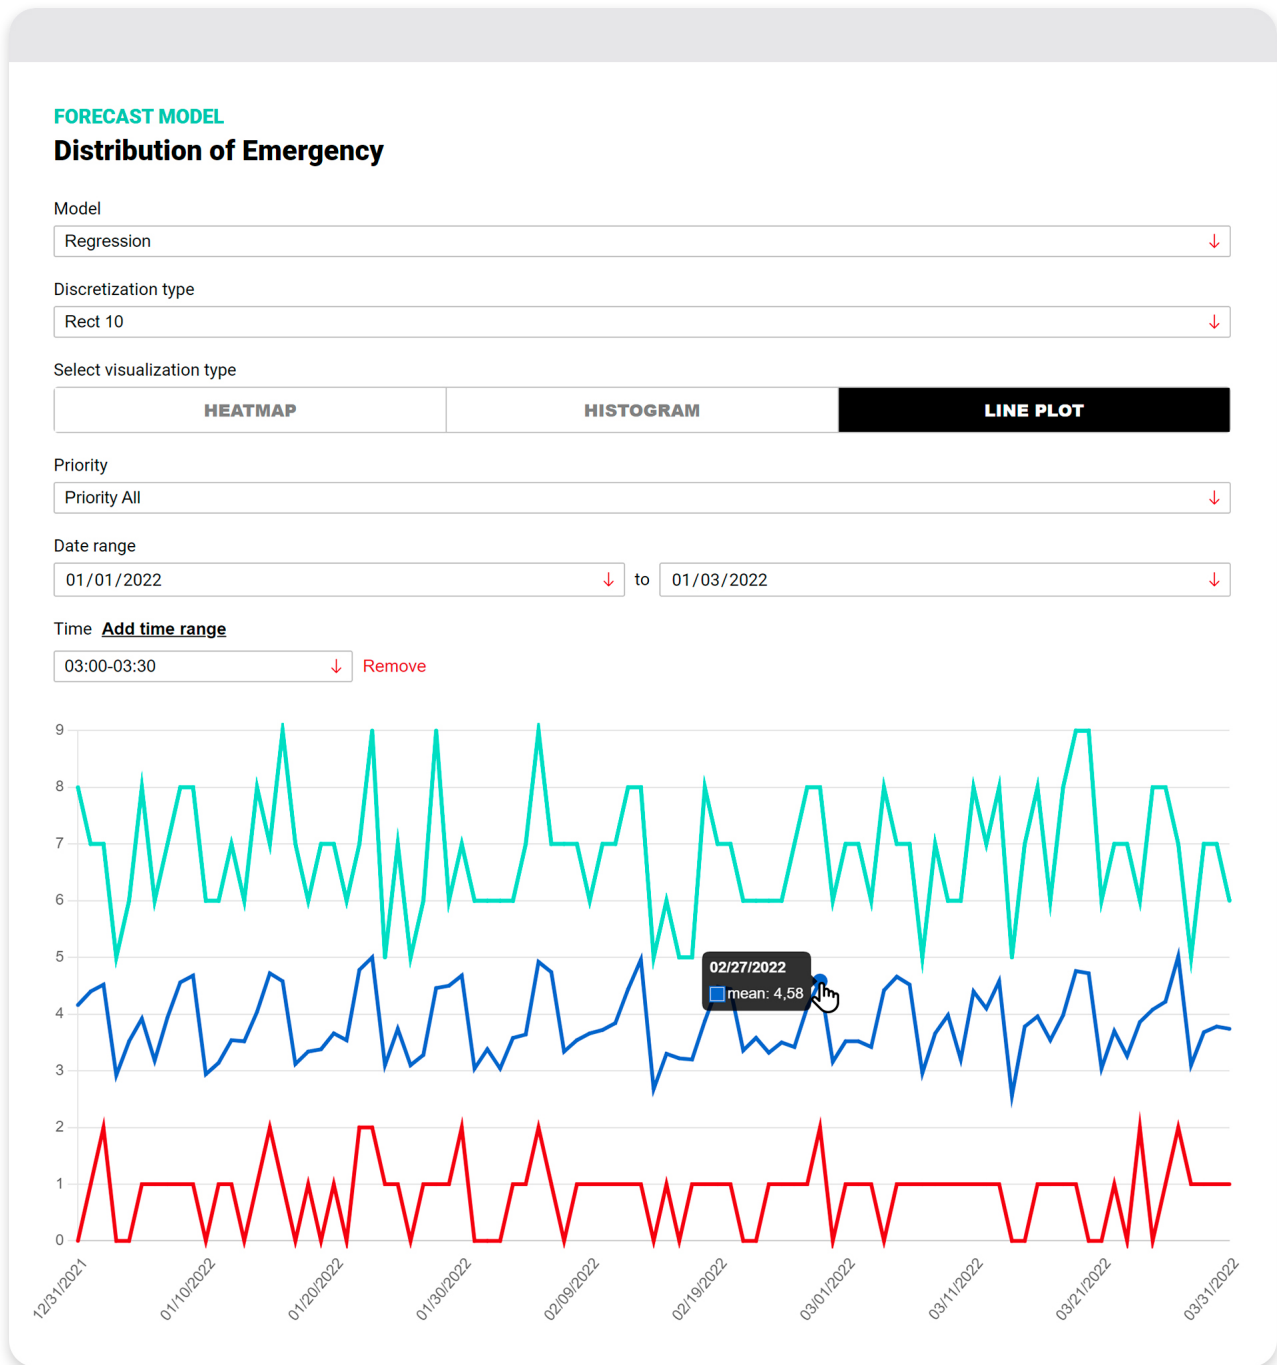 FORECAST MODEL
Distribution of Emergency
Model
Regression
Discretization type
Rect 10
Select visualization type
HEATMAP HISTOGRAM LINE PLOT
Priority
Priority All
Date range
01/01/2022 to 01/03/2022
Time Add time range
03:00-03:30 Remove
9
8
7
6
5
02/27/2022
mean: 4,58
4
3
2
1
0
12/31/2021 01/10/2022 01/20/2022 01/30/2022 02/09/2022 02/19/2022 03/01/2022 03/11/2022 03/21/2022 03/31/2022